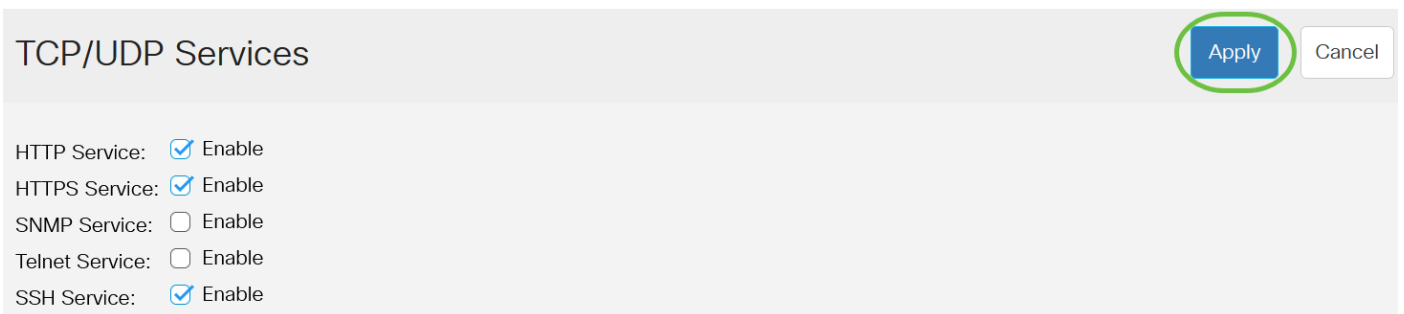 TCP/UDP Services
Apply
Cancel
HTTP Service: Enable
HTTPS Service: Enable
SNMP Service: Enable
Telnet Service: Enable
SSH Service: Enable